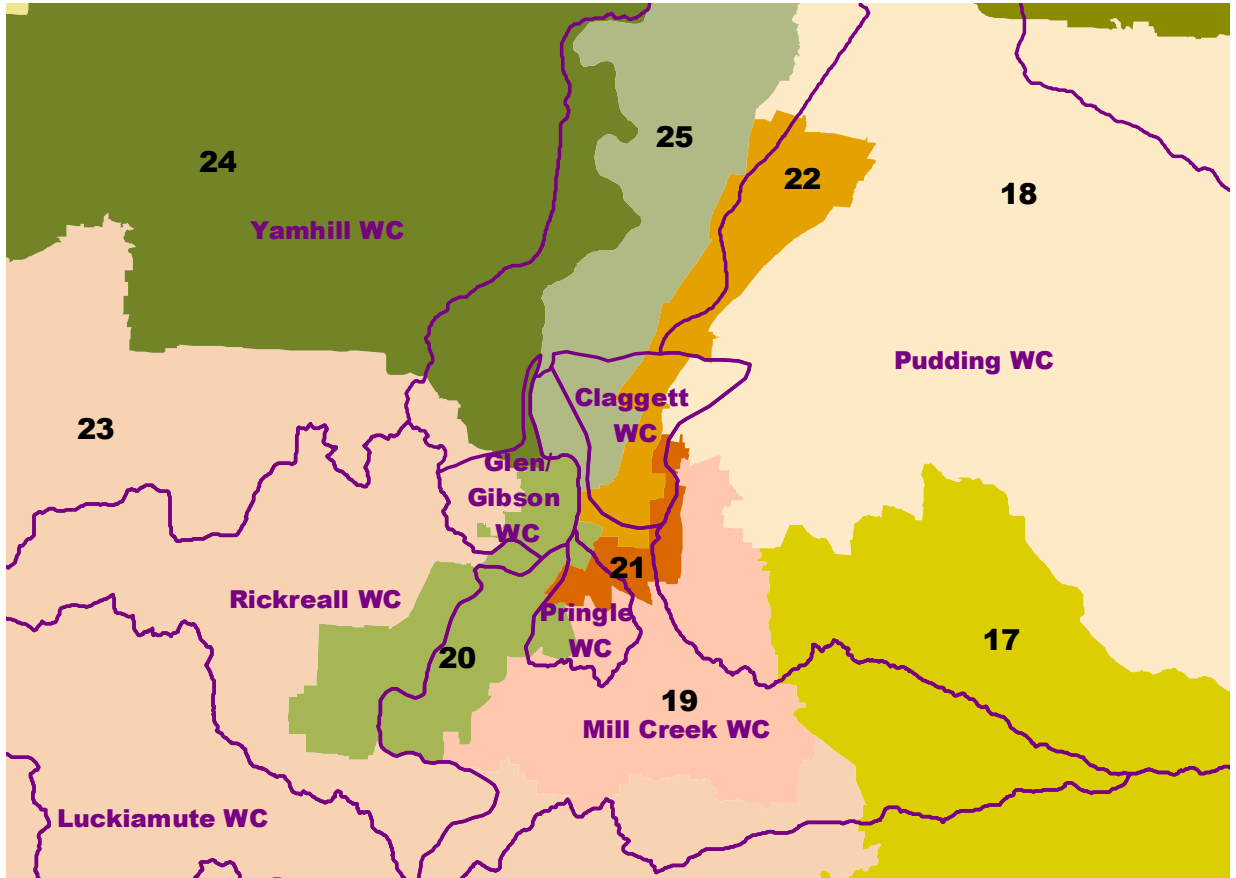 24
25
22
18
Yamhill WC
Pudding WC
23
Claggett
WC
Glen/
Gibson
WC
21
Rickreall WC
Pringle
WC
20
17
19
Mill Creek WC
Luckiamute WC